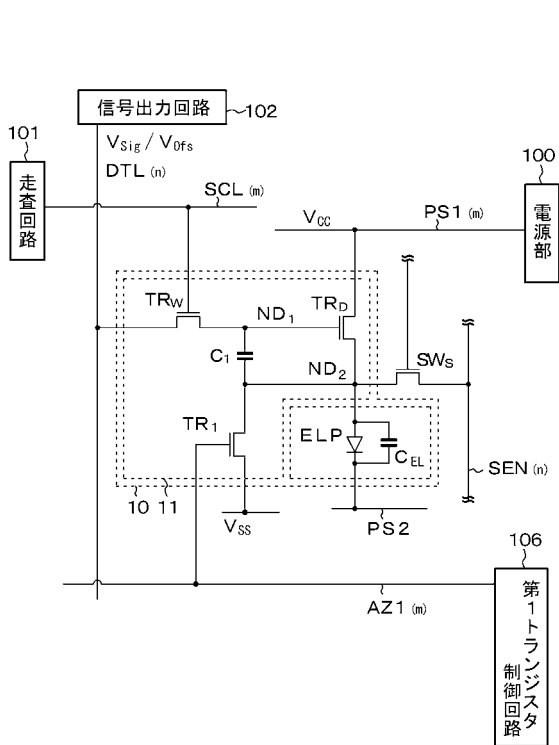 信号出力回路
102
101
走査回路
V_Sig / V_Ofs
DTL (n)
SCL (m)
100
電源部
V_CC
PS1 (m)
TR_W
ND_1
TR_D
C_1
ND_2
SW_S
TR_1
ELP
C_EL
SEN (n)
10 11
V_SS
PS2
106
AZ1 (m)
第1トランジスタ
制御回路